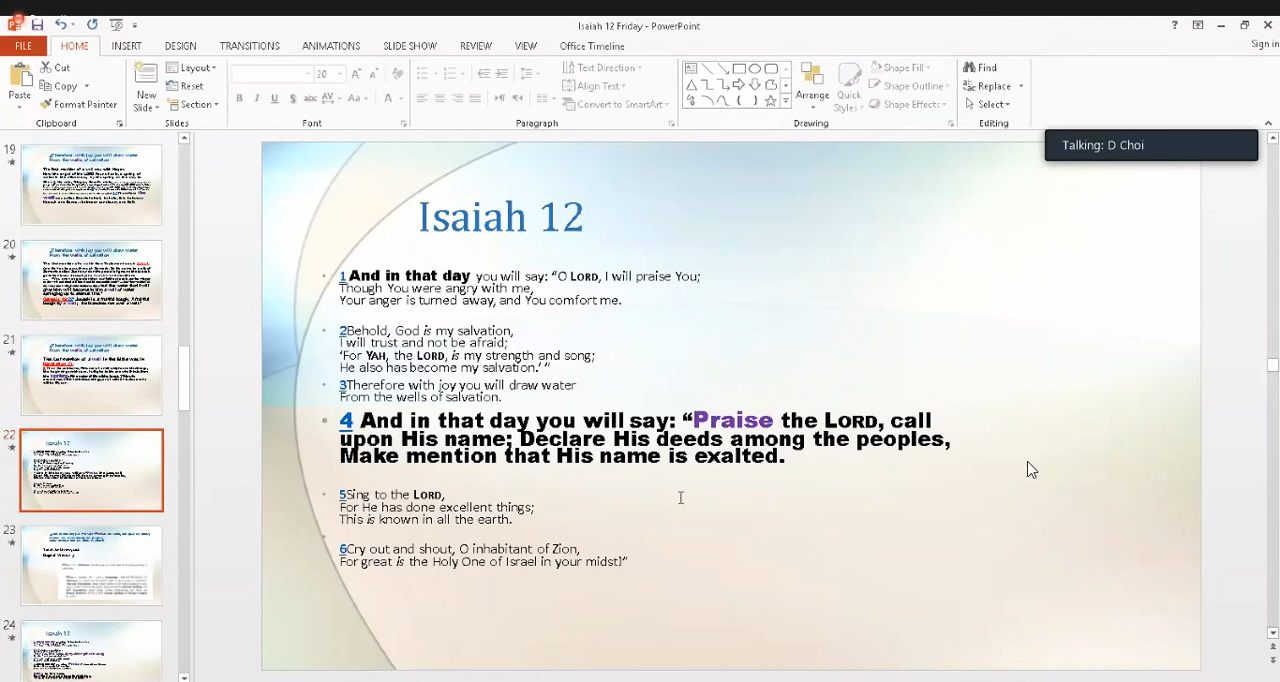 Isaiah 12 Friday - PowerPoint
Sign in
FILE HOME INSERT DESIGN TRANSITIONS ANIMATIONS SLIDE SHOW REVIEW VIEW Office Timeline
Paste
Cut
Copy
Format Painter
Clipboard
New Slide
Layout
Reset
Section
Slides
20
Font
Text Direction
Align Text
Convert to SmartArt
Paragraph
Arrange
Quick Styles
Shape Fill
Shape Outline
Shape Effects
Drawing
Find
Replace
Select
Editing
Talking: D Choi
19
20
21
22
23
24
Isaiah 12
1 And in that day you will say: “O LORD, I will praise You;
Though You were angry with me,
Your anger is turned away, and You comfort me.
2Behold, God is my salvation,
I will trust and not be afraid;
‘For YAH, the LORD, is my strength and song;
He also has become my salvation.’ ”
3Therefore with joy you will draw water
From the wells of salvation.
4 And in that day you will say: “Praise the LORD, call
upon His name; Declare His deeds among the peoples,
Make mention that His name is exalted.
5Sing to the LORD,
For He has done excellent things;
This is known in all the earth.
6Cry out and shout, O inhabitant of Zion,
For great is the Holy One of Israel in your midst!”